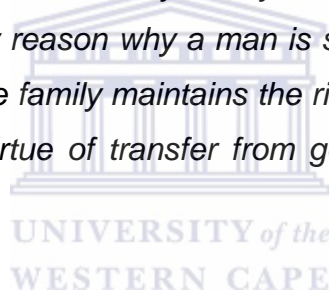 reason why a man is s
e family maintains the ri
rtue of transfer from g
UNIVERSITY of the
WESTERN CAPE